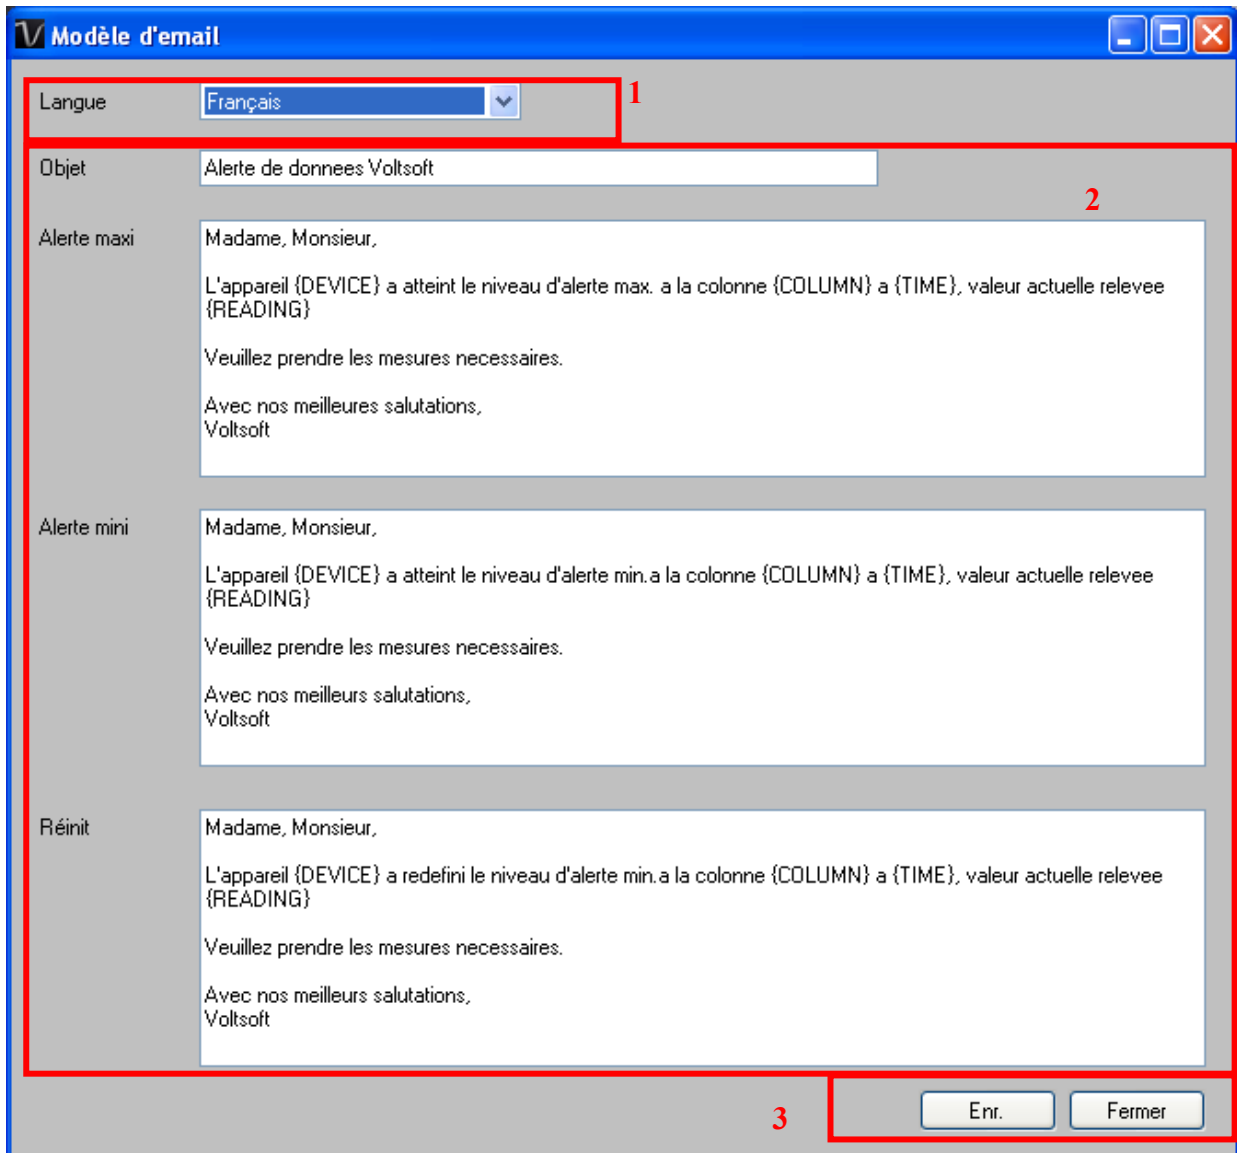 Modèle d'email
Langue
Français
1
Objet
Alerte de donnees Voltsoft
2
Alerte maxi
Madame, Monsieur,
L'appareil {DEVICE} a atteint le niveau d'alerte max. a la colonne {COLUMN} a {TIME}, valeur actuelle relevee
{READING}
Veuillez prendre les mesures necessaires.
Avec nos meilleures salutations,
Voltsoft
Alerte mini
Madame, Monsieur,
L'appareil {DEVICE} a atteint le niveau d'alerte min.a la colonne {COLUMN} a {TIME}, valeur actuelle relevee
{READING}
Veuillez prendre les mesures necessaires.
Avec nos meilleurs salutations,
Voltsoft
Réinit
Madame, Monsieur,
L'appareil {DEVICE} a redefini le niveau d'alerte min.a la colonne {COLUMN} a {TIME}, valeur actuelle relevee
{READING}
Veuillez prendre les mesures necessaires.
Avec nos meilleurs salutations,
Voltsoft
3
Enr.
Fermer